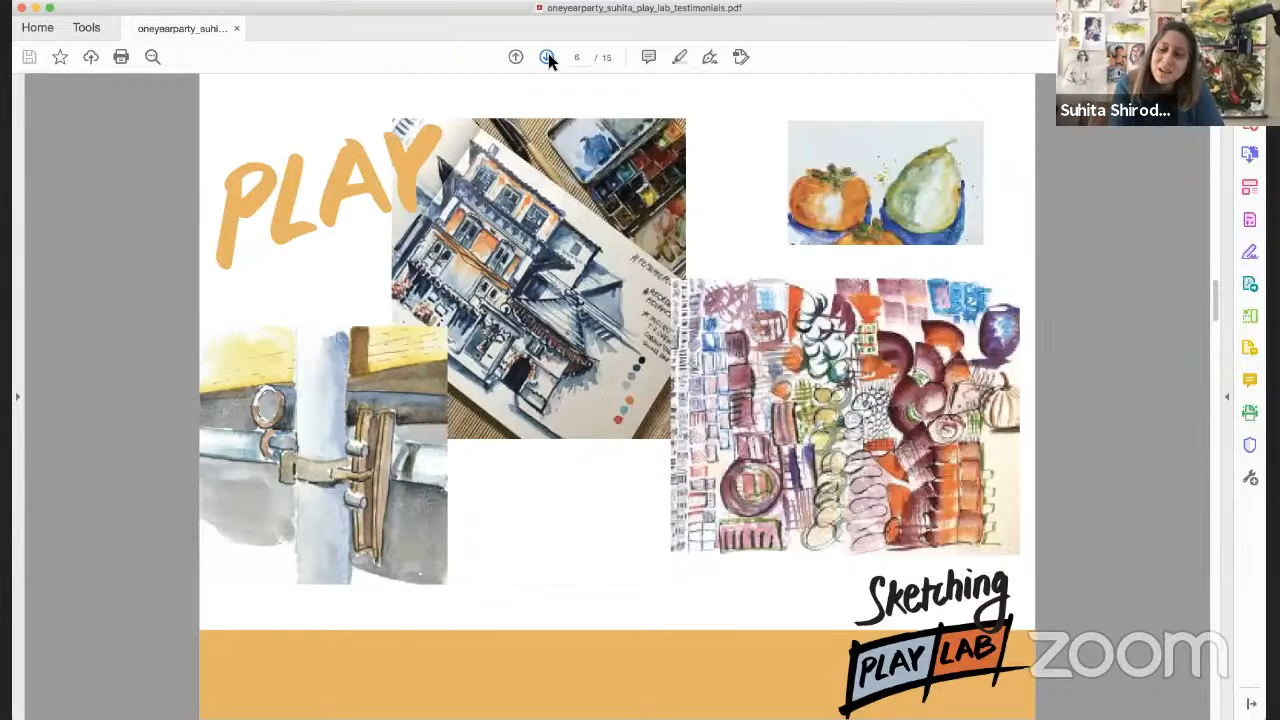 oneyearparty_suhita_play_lab_testimonials.pdf
Home
Tools
oneyearparty_suhi... ×
6 / 15
Suhita Shirod...
PLAY
Sketching
PLAY LAB
zoom